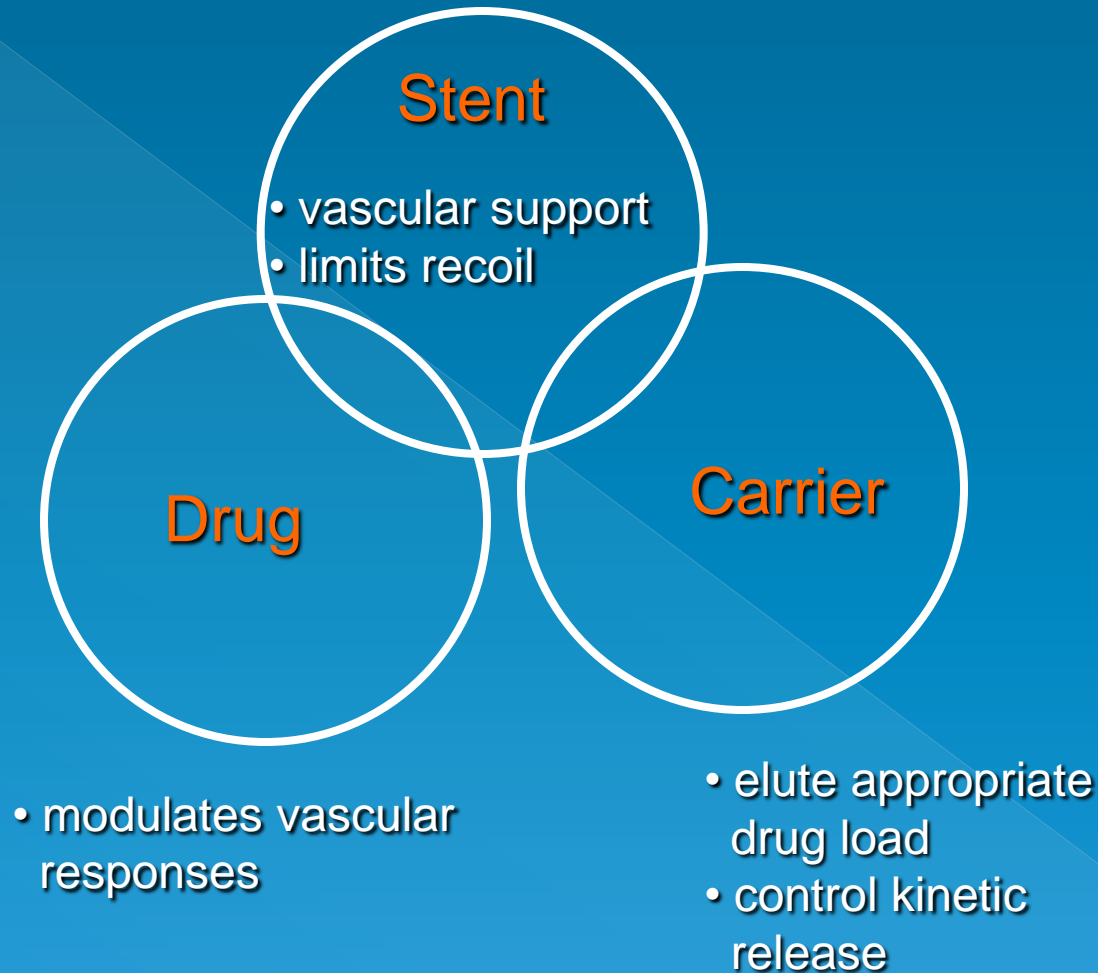 Stent
• vascular support
• limits recoil
Drug
Carrier
• modulates vascular
responses
• elute appropriate
drug load
• control kinetic
release